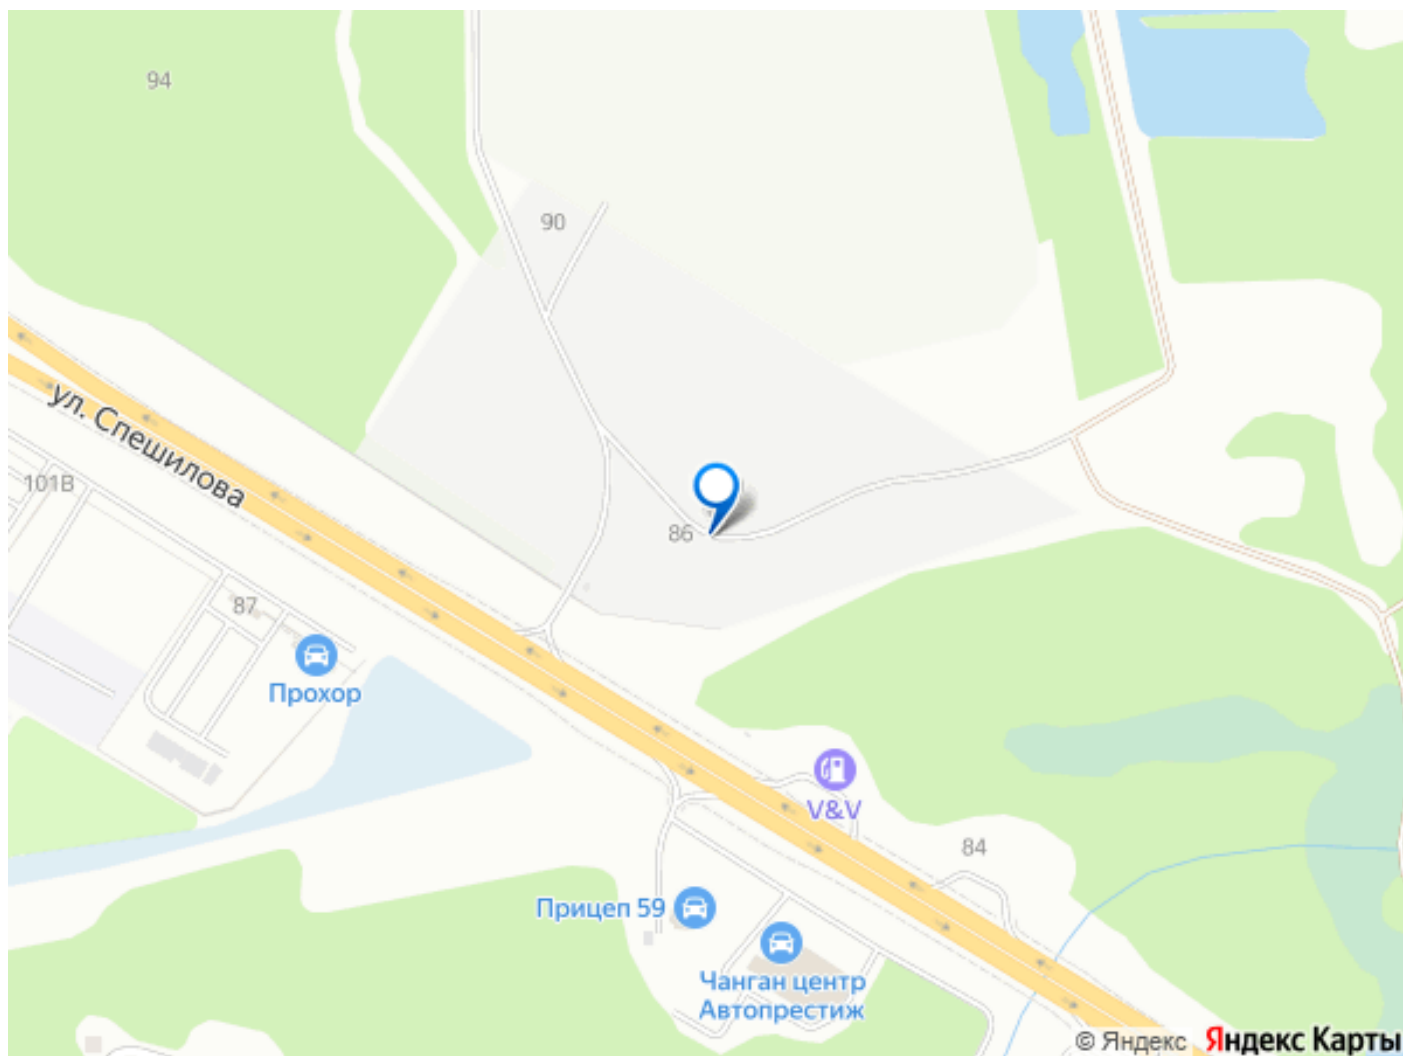 94
90
ул. Спешилова
101В
86
87
Прохор
V&V
84
Прицеп 59
Чанган центр
Автопрестиж
© Яндекс Яндекс Карты